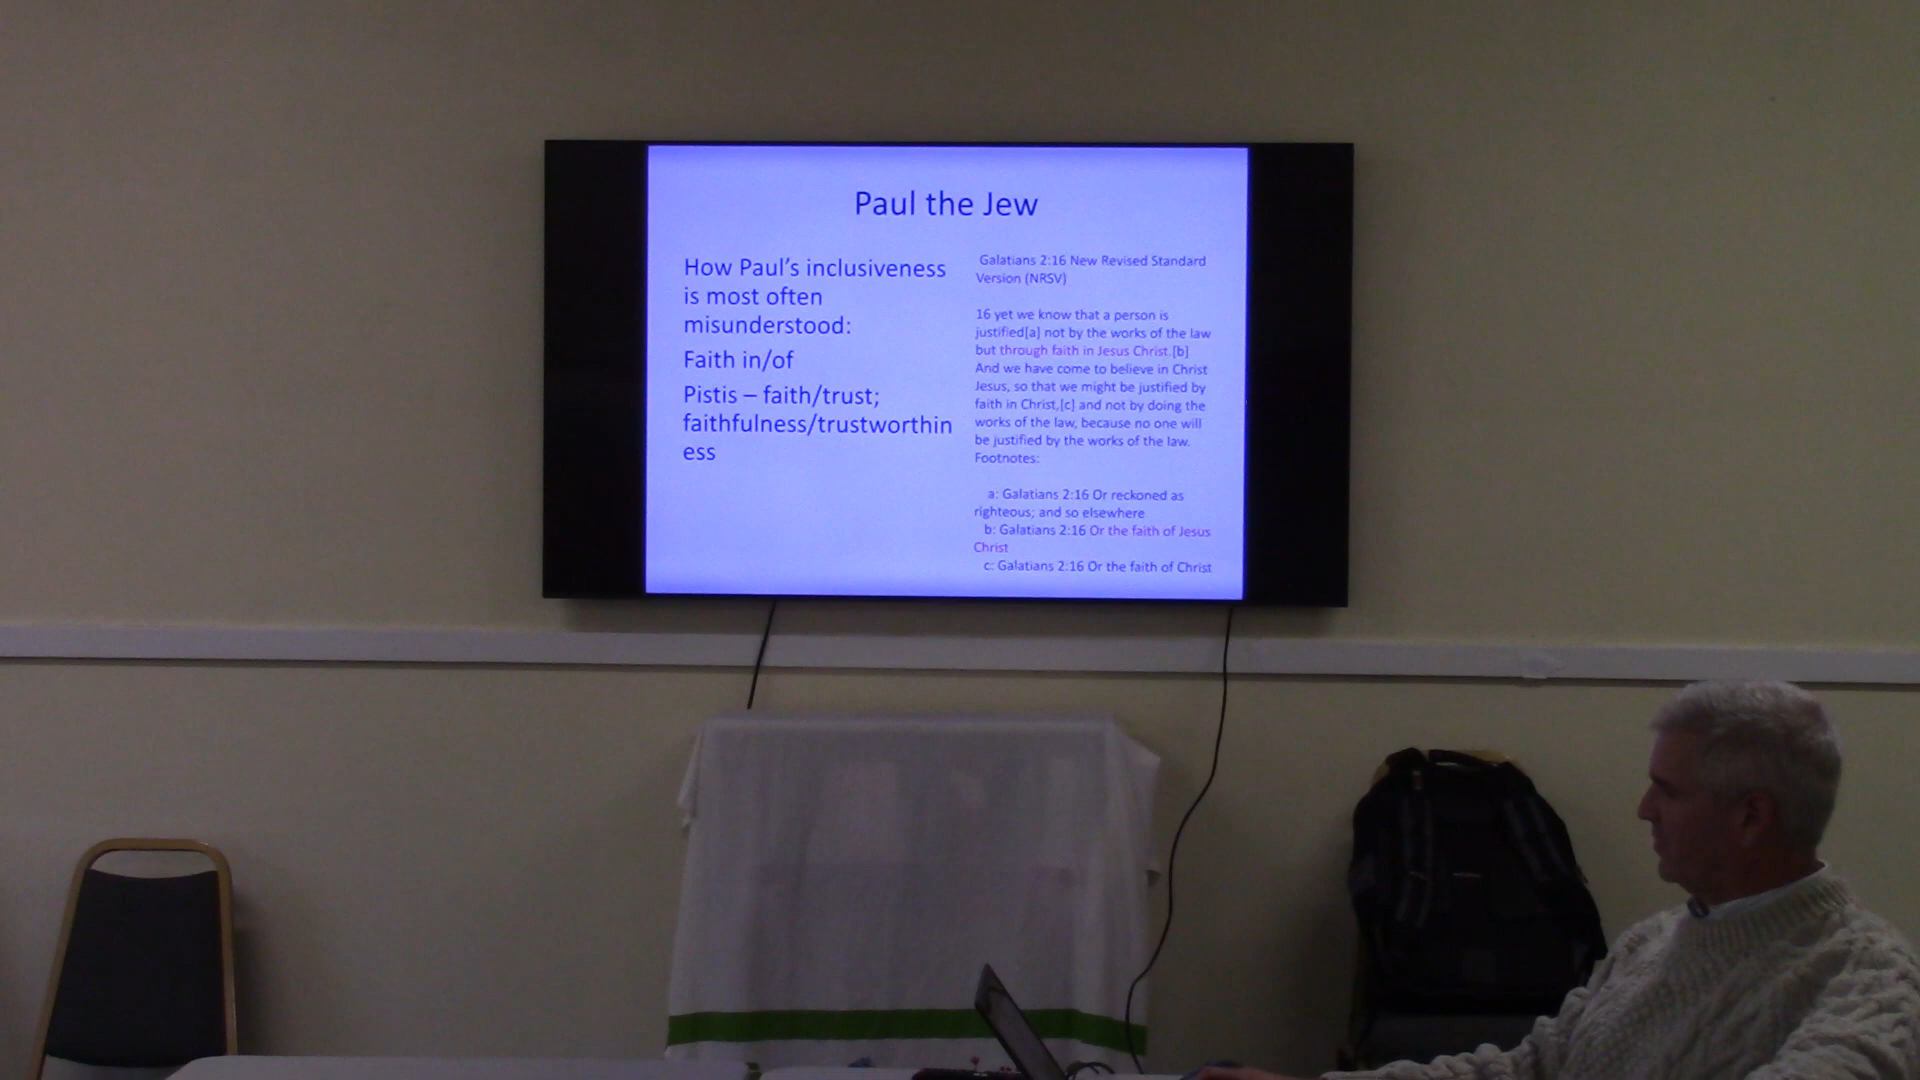 Paul the Jew
How Paul's inclusiveness
is most often
misunderstood:
Faith in/of
Pistis – faith/trust;
faithfulness/trustworthin
ess
Galatians 2:16 New Revised Standard
Version (NRSV)
16 yet we know that a person is
justified[a] not by the works of the law
but through faith in Jesus Christ.[b]
And we have come to believe in Christ
Jesus, so that we might be justified by
faith in Christ,[c] and not by doing the
works of the law, because no one will
be justified by the works of the law.
Footnotes:
a: Galatians 2:16 Or reckoned as
righteous; and so elsewhere
b: Galatians 2:16 Or the faith of Jesus
Christ
c: Galatians 2:16 Or the faith of Christ